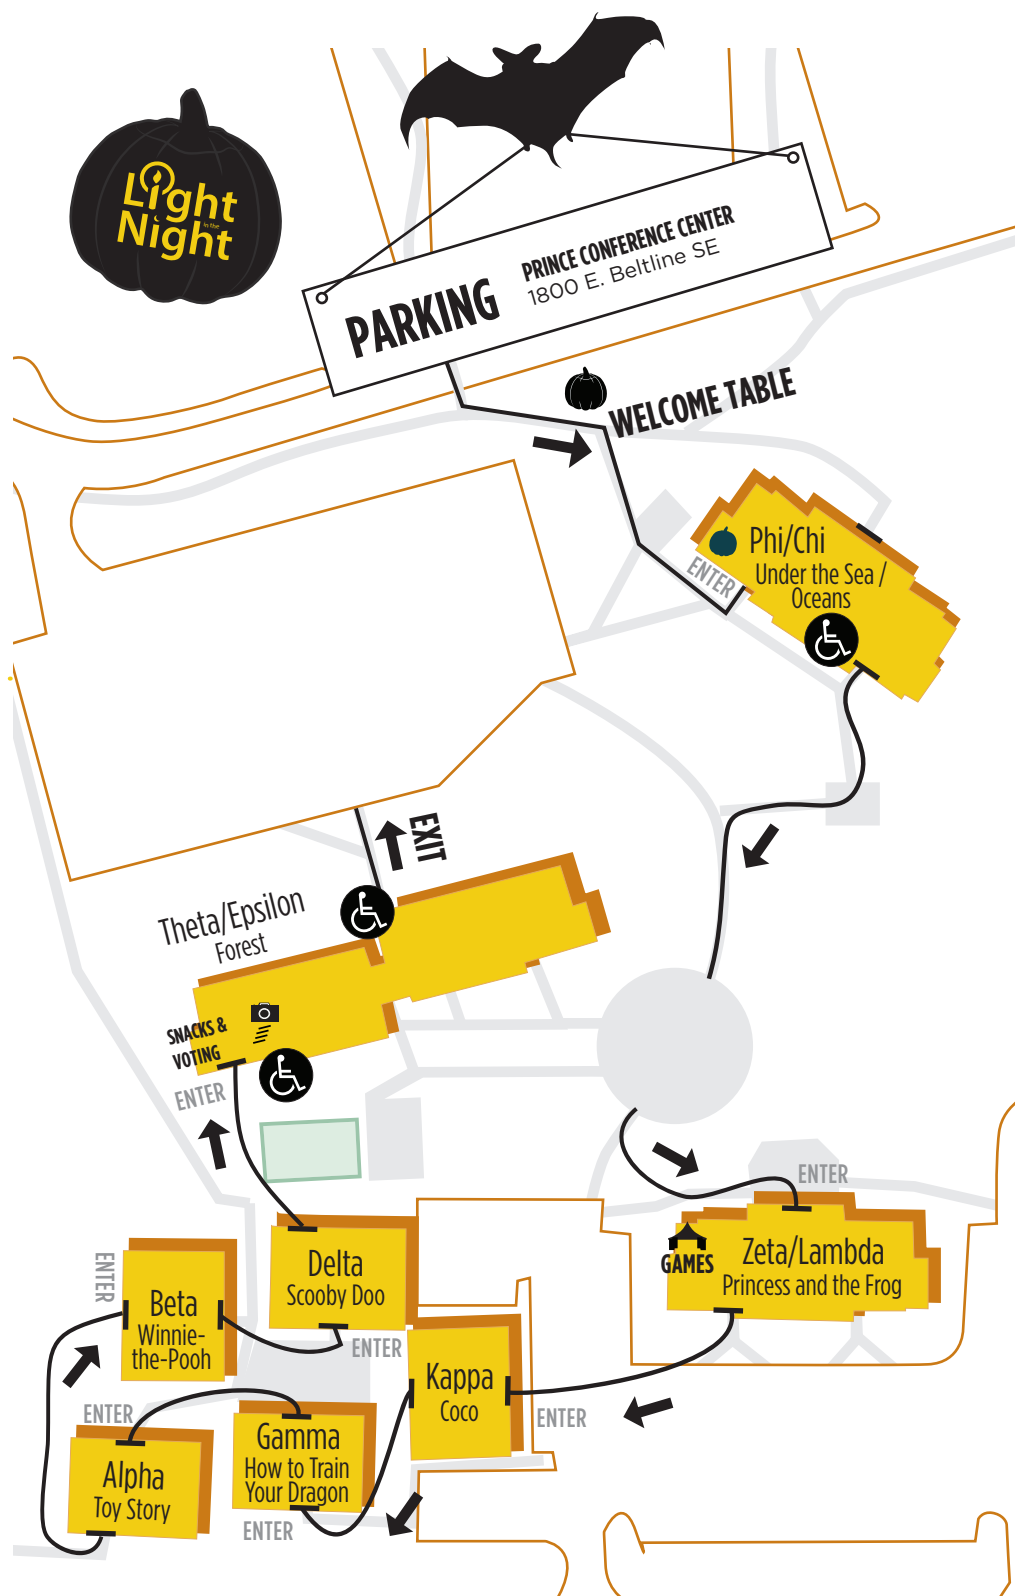 Light
in the
Night
PARKING
PRINCE CONFERENCE CENTER
1800 E. Beltline SE
WELCOME TABLE
Phi/Chi
Under the Sea /
Oceans
ENTER
EXIT
Theta/Epsilon
Forest
SNACKS &
VOTING
ENTER
ENTER
Zeta/Lambda
Princess and the Frog
GAMES
Delta
Scooby Doo
ENTER
ENTER
Beta
Winnie-
the-Pooh
Kappa
Coco
ENTER
ENTER
Gamma
How to Train
Your Dragon
ENTER
Alpha
Toy Story